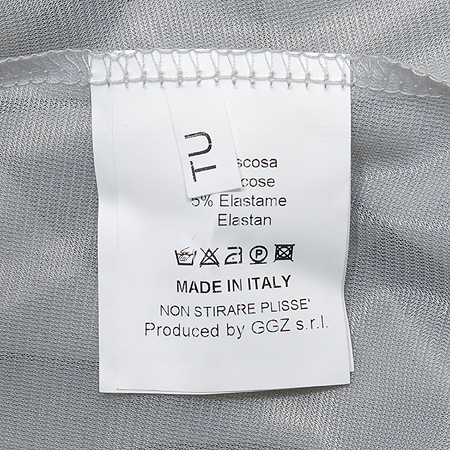 TU
scosa
cose
5% Elastame
Elastan
MADE IN ITALY
NON STIRARE PLISSE'
Produced by GGZ s.r.l.